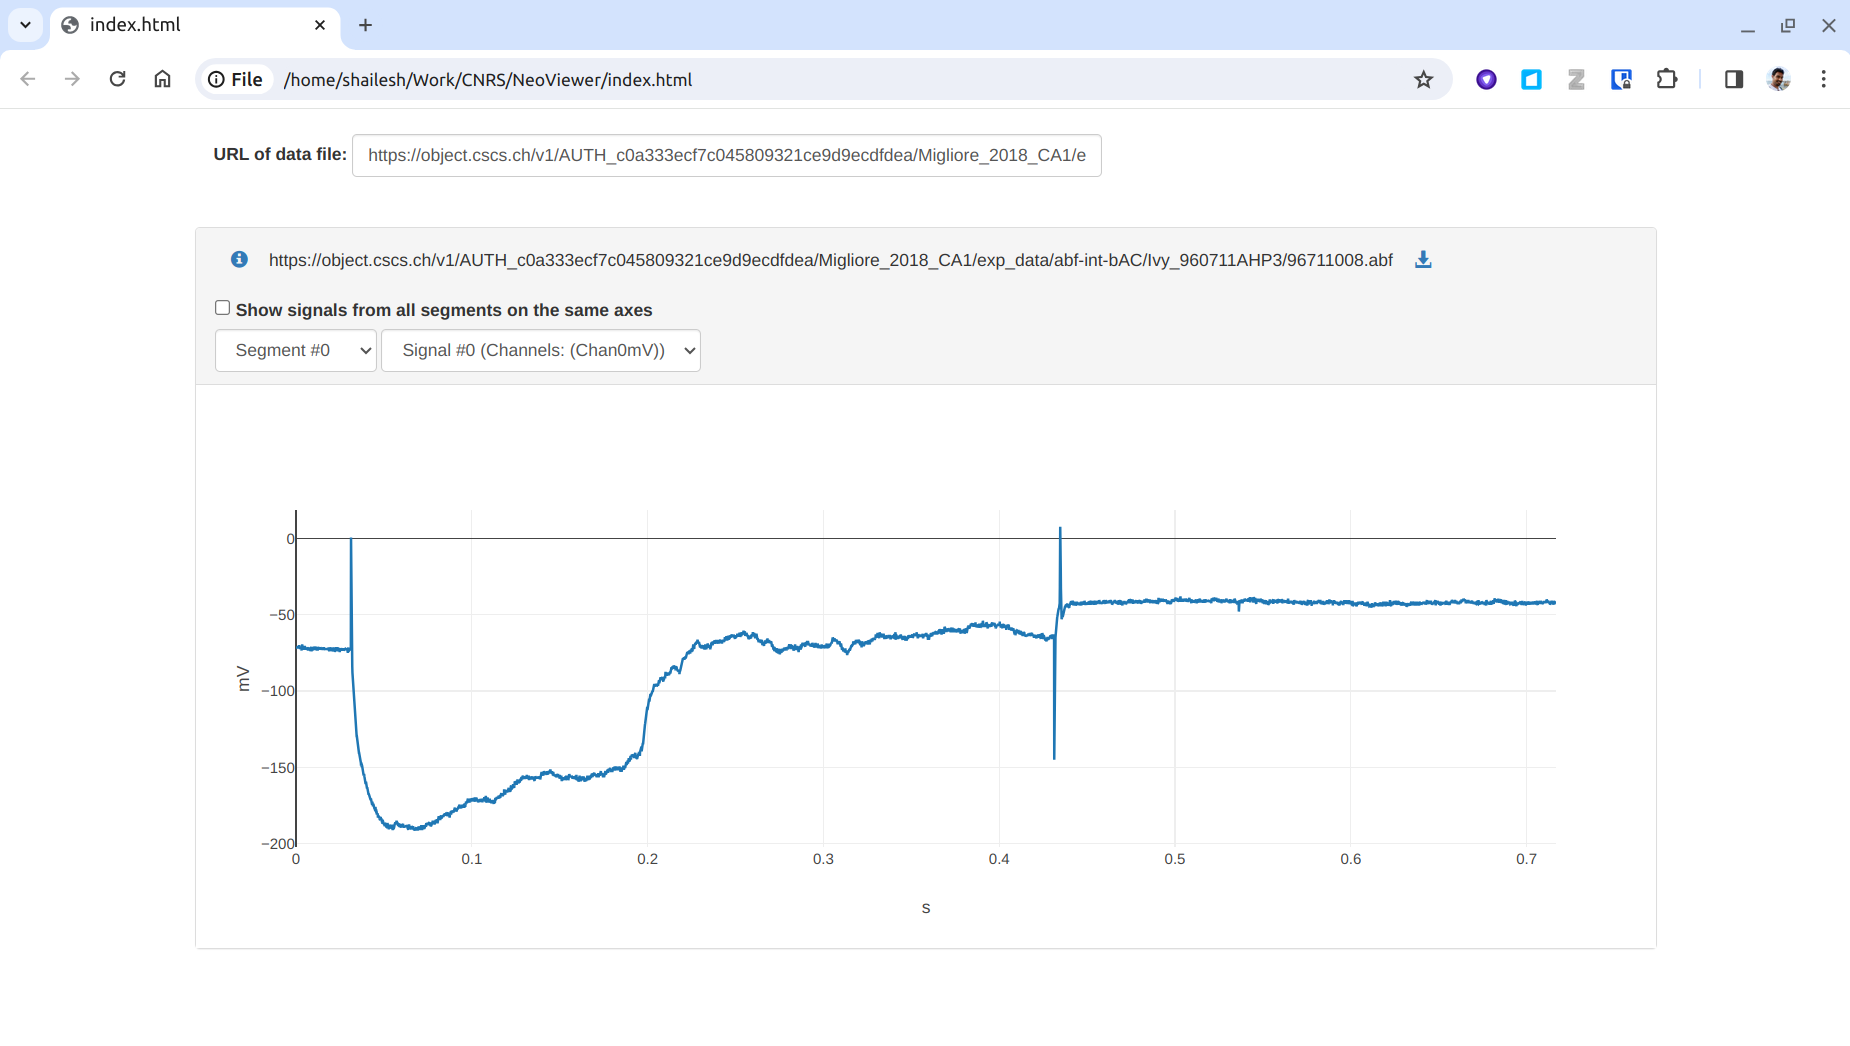 index.html
File /home/shailesh/Work/CNRS/NeoViewer/index.html
URL of data file: https://object.cscs.ch/v1/AUTH_c0a333ecf7c045809321ce9d9ecdfdea/Migliore_2018_CA1/e
https://object.cscs.ch/v1/AUTH_c0a333ecf7c045809321ce9d9ecdfdea/Migliore_2018_CA1/exp_data/abf-int-bAC/Ivy_960711AHP3/96711008.abf
Show signals from all segments on the same axes
Segment #0 Signal #0 (Channels: (Chan0mV))
0
−50
−100
−150
−200
mV
0 0.1 0.2 0.3 0.4 0.5 0.6 0.7
s